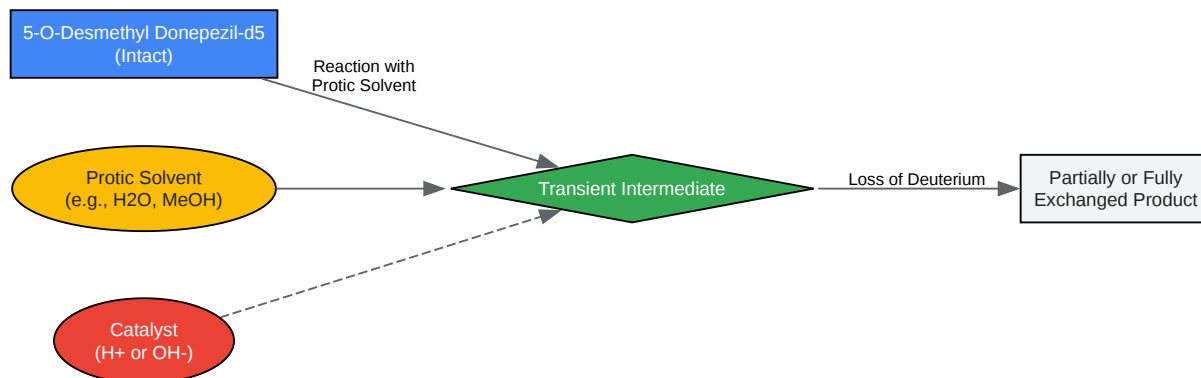 5-O-Desmethyl Donepezil-d5
(Intact)
Reaction with
Protic Solvent
Protic Solvent
(e.g., H2O, MeOH)
Transient Intermediate
Loss of Deuterium
Partially or Fully
Exchanged Product
Catalyst
(H+ or OH-)